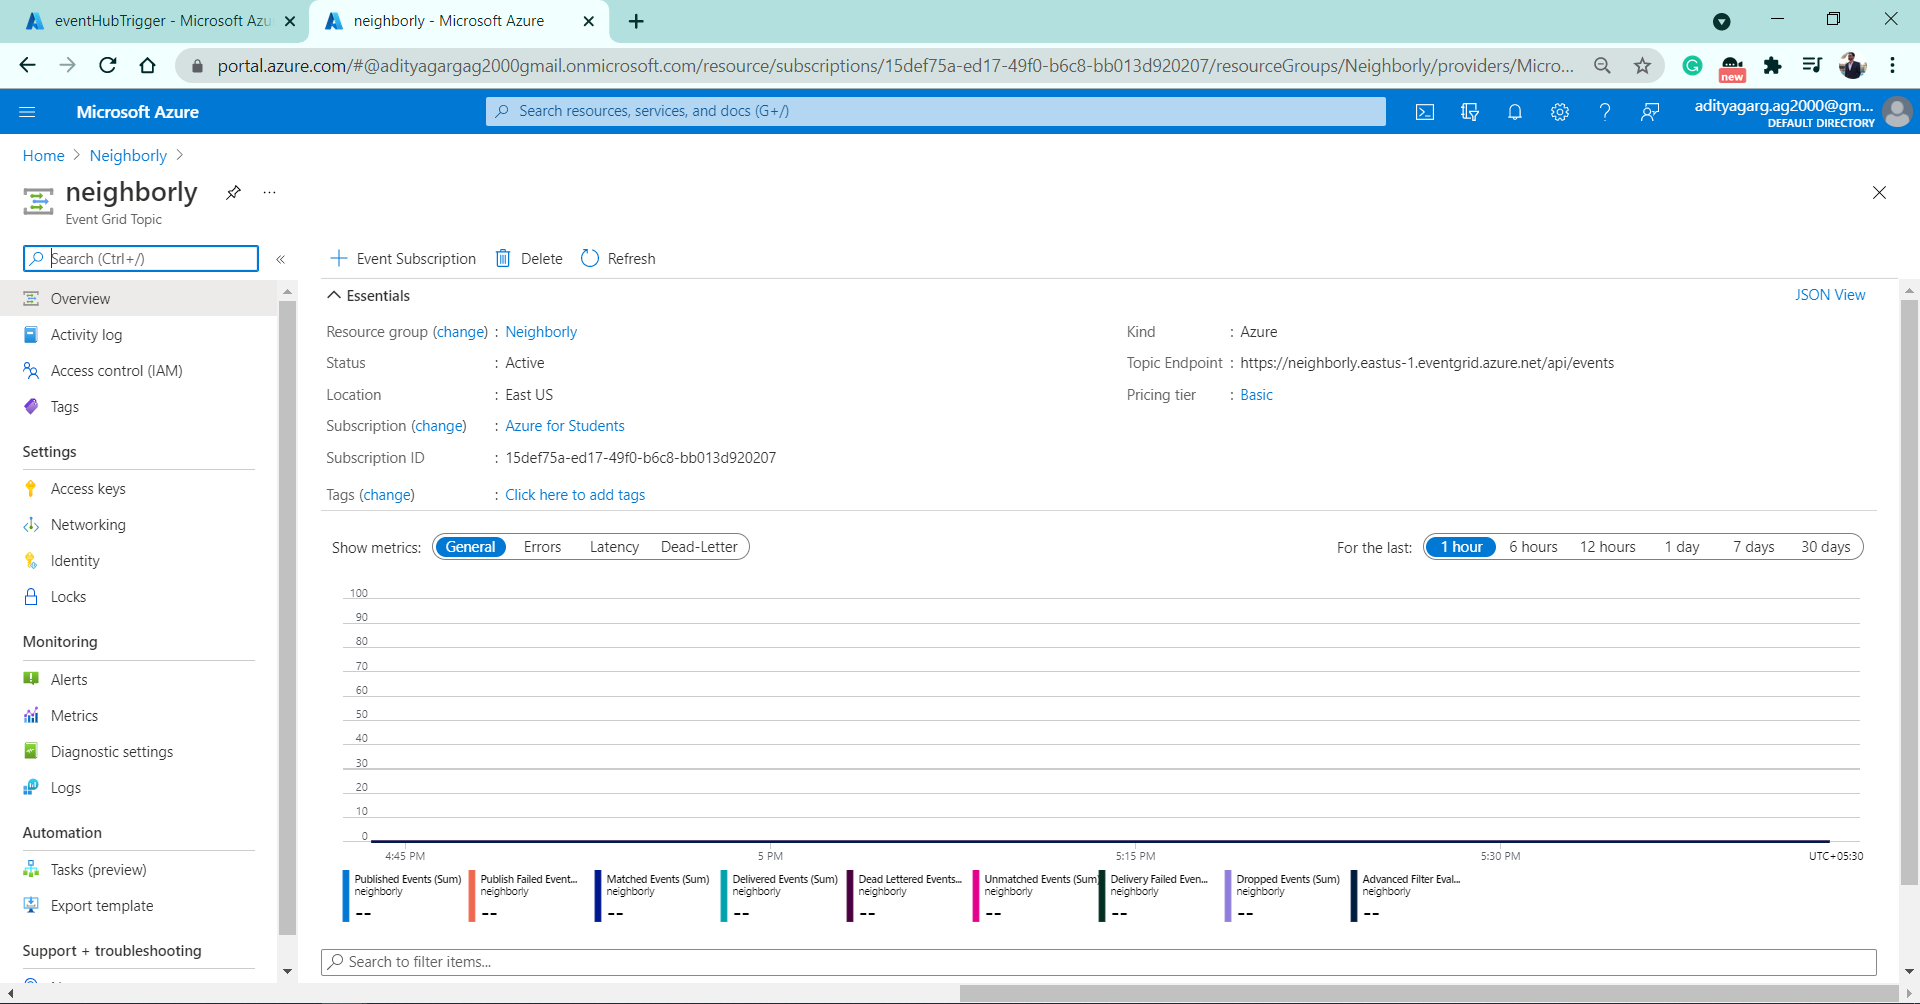 eventHubTrigger - Microsoft Azu
neighborly - Microsoft Azure
portal.azure.com/#@adityagargag2000gmail.onmicrosoft.com/resource/subscriptions/15def75a-ed17-49f0-b6c8-bb013d920207/resourceGroups/Neighborly/providers/Micro...
new
Microsoft Azure
Search resources, services, and docs (G+/)
adityagarg.ag2000@gm...
DEFAULT DIRECTORY
Home > Neighborly >
neighborly
Event Grid Topic
Search (Ctrl+/)
Overview
Activity log
Access control (IAM)
Tags
Settings
Access keys
Networking
Identity
Locks
Monitoring
Alerts
Metrics
Diagnostic settings
Logs
Automation
Tasks (preview)
Export template
Support + troubleshooting
Event Subscription Delete Refresh
Essentials
JSON View
Resource group (change) : Neighborly
Status : Active
Location : East US
Subscription (change) : Azure for Students
Subscription ID : 15def75a-ed17-49f0-b6c8-bb013d920207
Tags (change) : Click here to add tags
Kind : Azure
Topic Endpoint : https://neighborly.eastus-1.eventgrid.azure.net/api/events
Pricing tier : Basic
Show metrics: General Errors Latency Dead-Letter
For the last: 1 hour 6 hours 12 hours 1 day 7 days 30 days
100
90
80
70
60
50
40
30
20
10
0
4:45 PM 5 PM 5:15 PM 5:30 PM UTC+05:30
Published Events (Sum)
neighborly
--
Publish Failed Event...
neighborly
--
Matched Events (Sum)
neighborly
--
Delivered Events (Sum)
neighborly
--
Dead Lettered Events...
neighborly
--
Unmatched Events (Sum)
neighborly
--
Delivery Failed Even...
neighborly
--
Dropped Events (Sum)
neighborly
--
Advanced Filter Eval...
neighborly
--
Search to filter items...